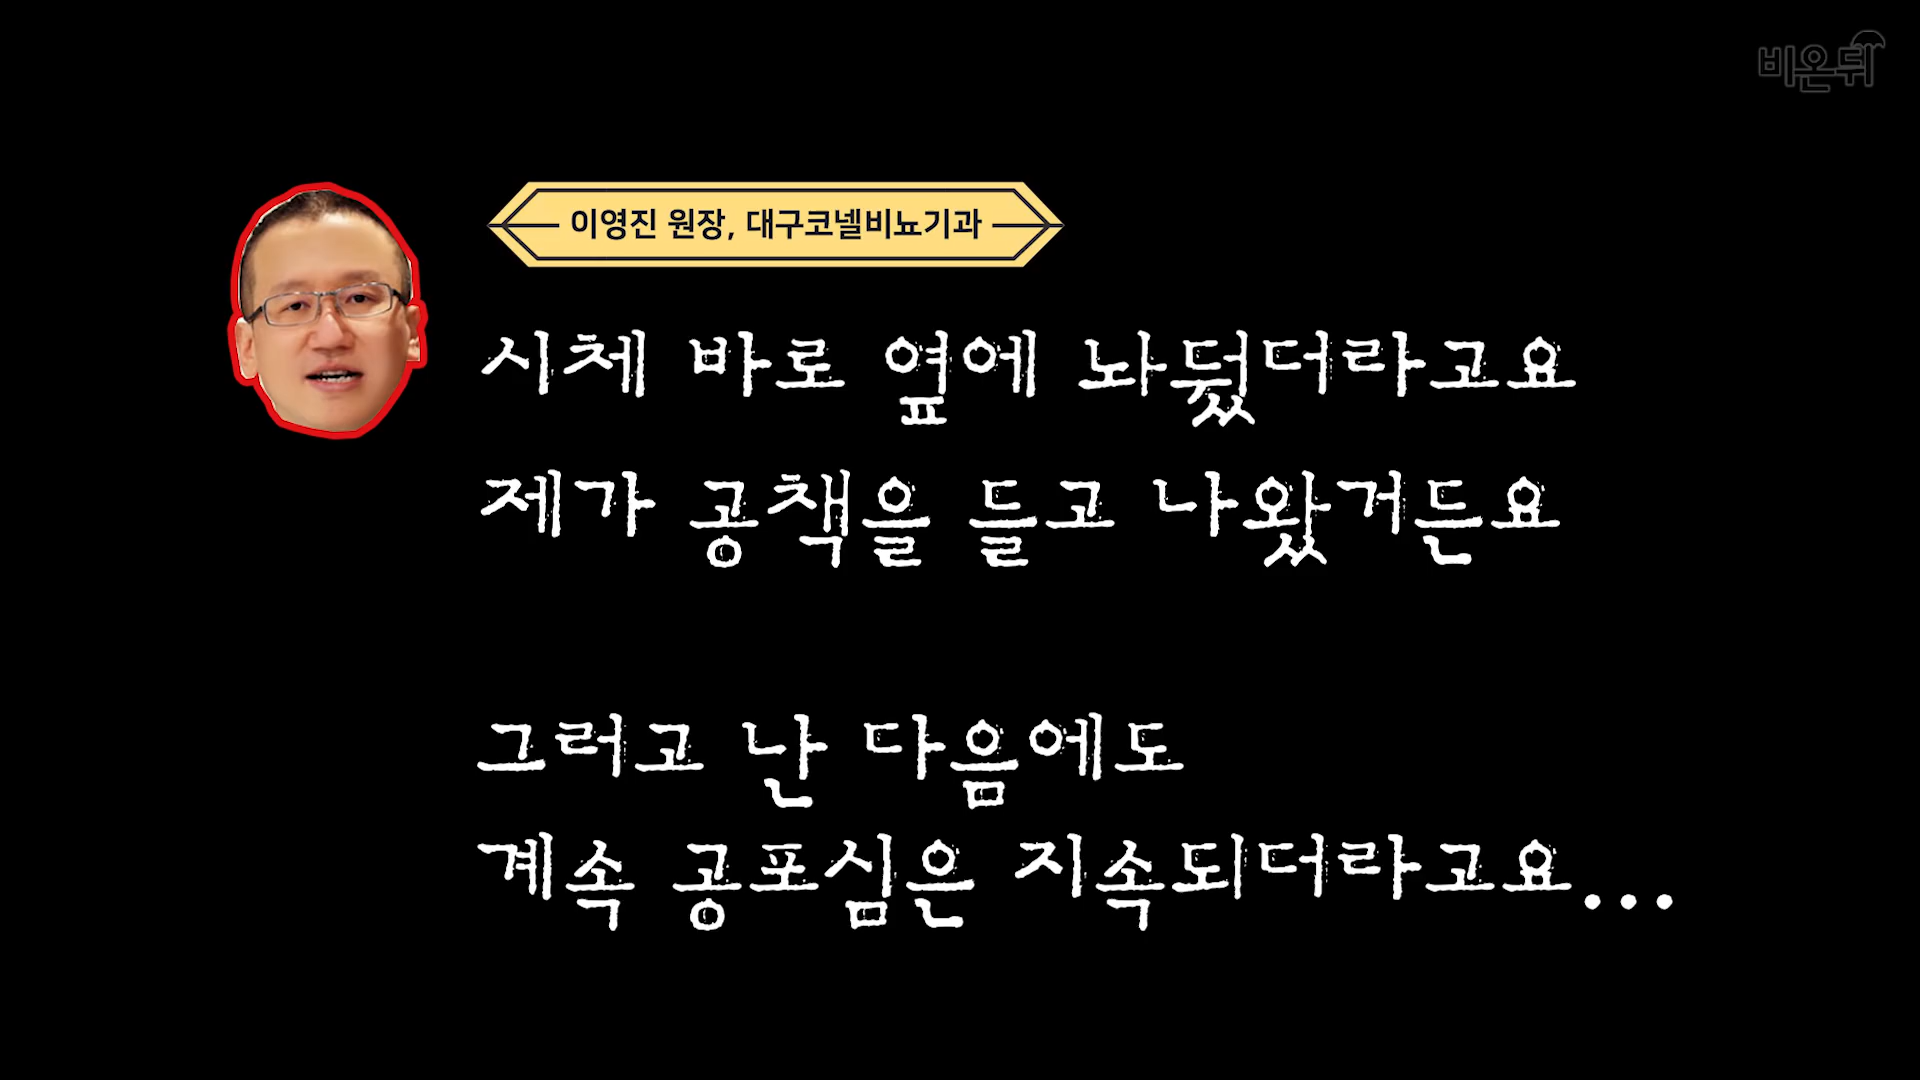 비온뒤
이영진 원장, 대구코넬비뇨기과
시체 바로 옆에 놔뒀더라고요
제가 공책을 들고 나왔거든요
그러고 난 다음에도
계속 공포심은 지속되더라고요...